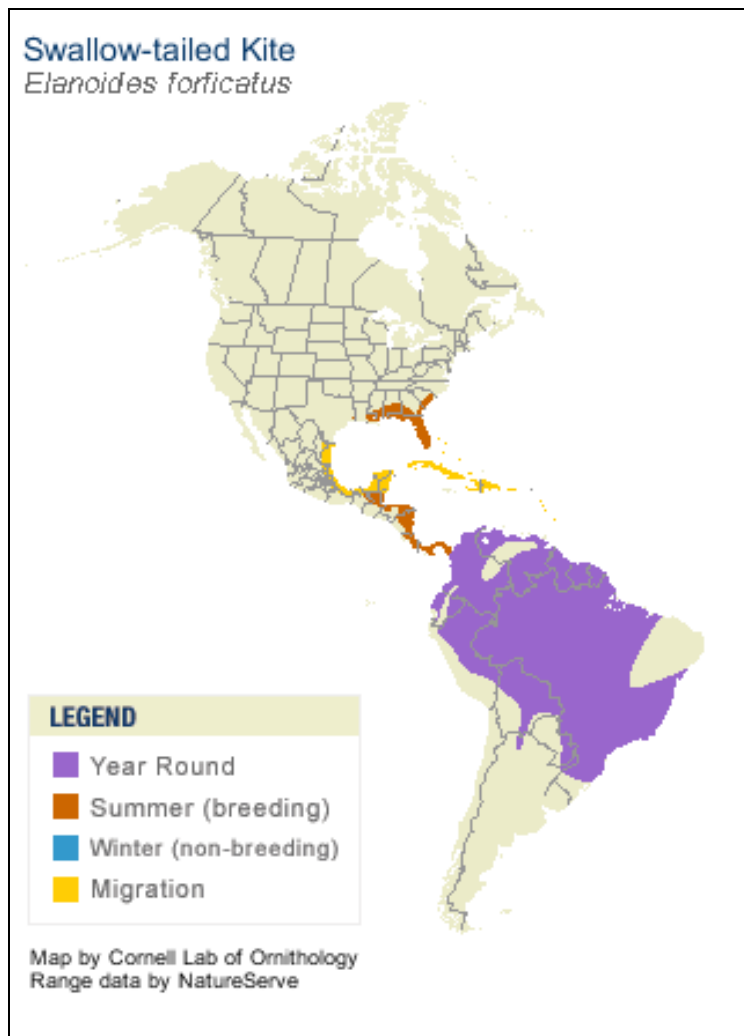 Swallow-tailed Kite
Elanoides forficatus
LEGEND
Year Round
Summer (breeding)
Winter (non-breeding)
Migration
Map by Cornell Lab of Ornithology
Range data by NatureServe